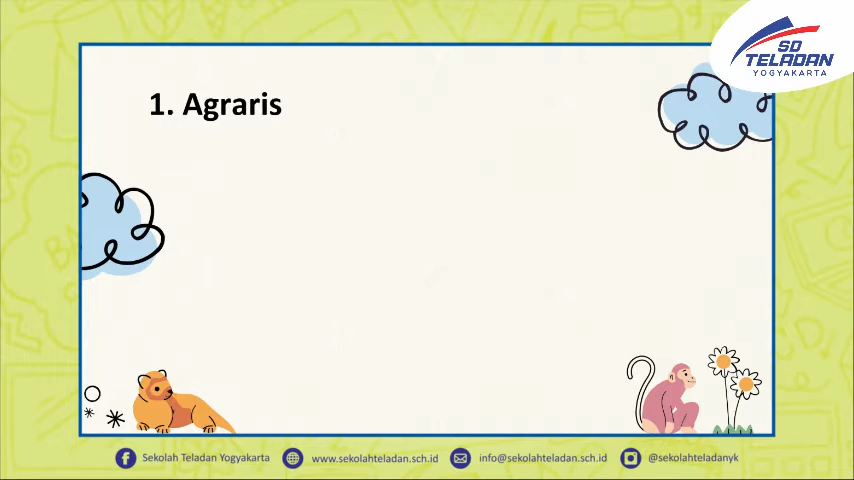 SD
TELADAN
YOGYAKARTA
1. Agraris
Sekolah Teladan Yogyakarta
www.sekolahteladan.sch.id
info@sekolahteladan.sch.id
@sekolahteladanyk